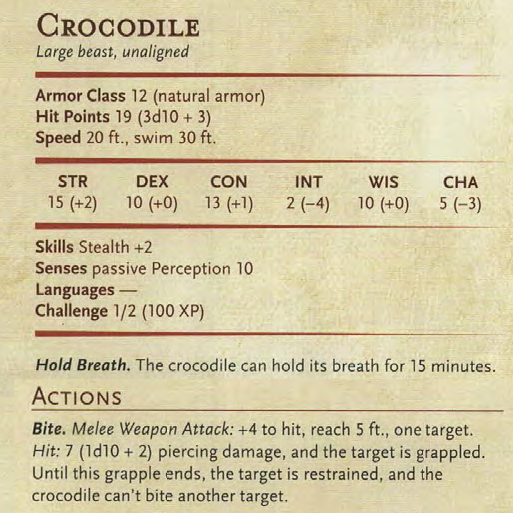 CROCODILE
Large beast, unaligned
Armor Class 12 (natural armor)
Hit Points 19 (3d10 + 3)
Speed 20 ft., swim 30 ft.
STR DEX CON INT WIS CHA
15 (+2) 10 (+0) 13 (+1) 2 (–4) 10 (+0) 5 (–3)
Skills Stealth +2
Senses passive Perception 10
Languages —
Challenge 1/2 (100 XP)
Hold Breath. The crocodile can hold its breath for 15 minutes.
ACTIONS
Bite. Melee Weapon Attack: +4 to hit, reach 5 ft., one target.
Hit: 7 (1d10 + 2) piercing damage, and the target is grappled.
Until this grapple ends, the target is restrained, and the
crocodile can't bite another target.